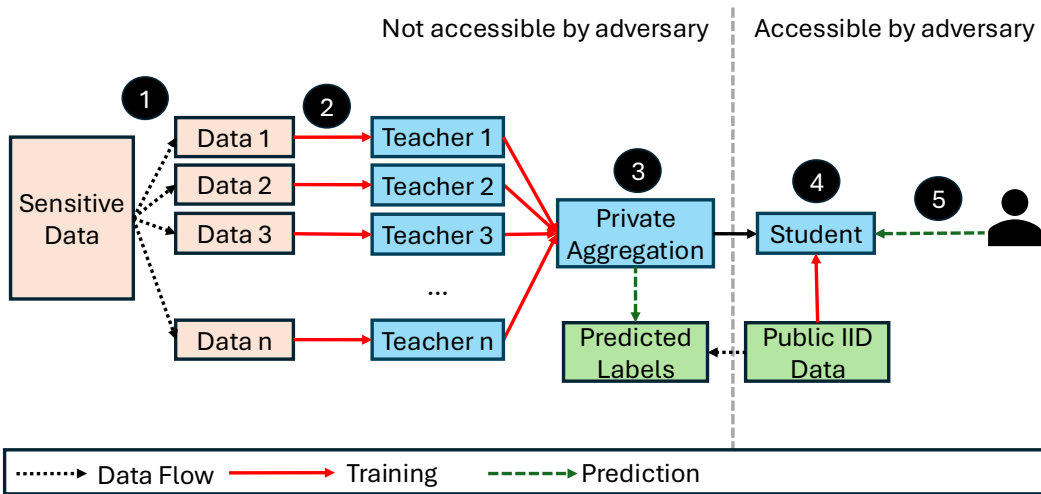 Not accessible by adversary
Accessible by adversary
1
2
Data 1
Teacher 1
Data 2
Teacher 2
3
4
5
Sensitive
Data
Data 3
Teacher 3
Private
Aggregation
Student
...
Data n
Teacher n
Predicted
Labels
Public IID
Data
Data Flow
Training
Prediction